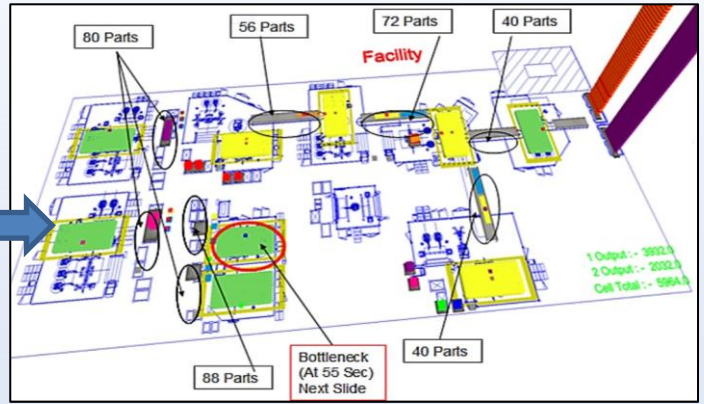 80 Parts
56 Parts
72 Parts
40 Parts
Facility
1 Output :- 3932.0
2 Output :- 2032.0
Cell Total :- 5964.0
Bottleneck
(At 55 Sec)
Next Slide
40 Parts
88 Parts